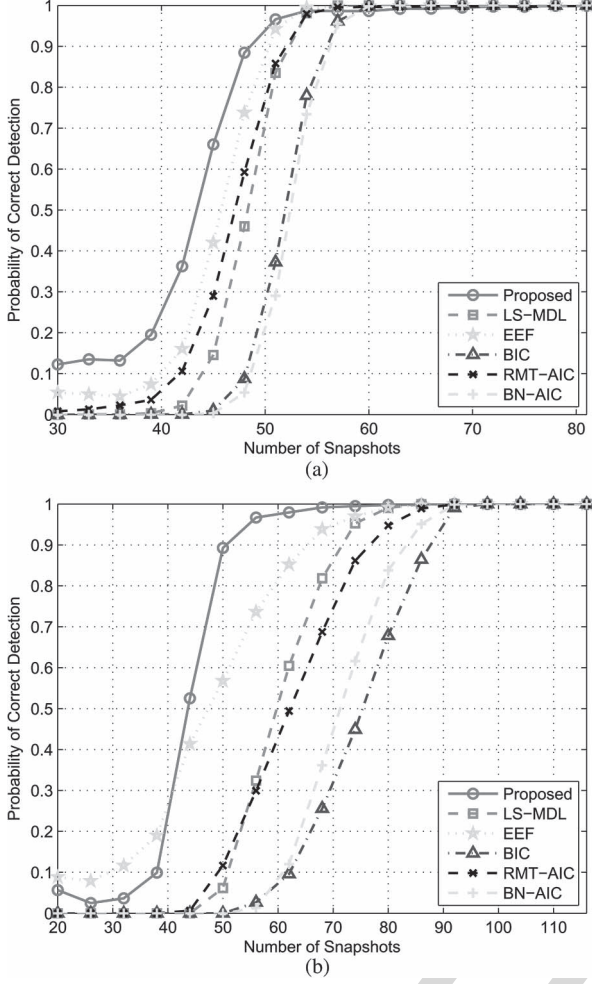 1
0.9
0.8
0.7
0.6
0.5
0.4
0.3
0.2
0.1
0
Probability of Correct Detection
Proposed
LS-MDL
EEF
BIC
RMT-AIC
BN-AIC
30 40 50 60 70 80
Number of Snapshots
(a)
1
0.9
0.8
0.7
0.6
0.5
0.4
0.3
0.2
0.1
0
Probability of Correct Detection
Proposed
LS-MDL
EEF
BIC
RMT-AIC
BN-AIC
20 30 40 50 60 70 80 90 100 110
Number of Snapshots
(b)